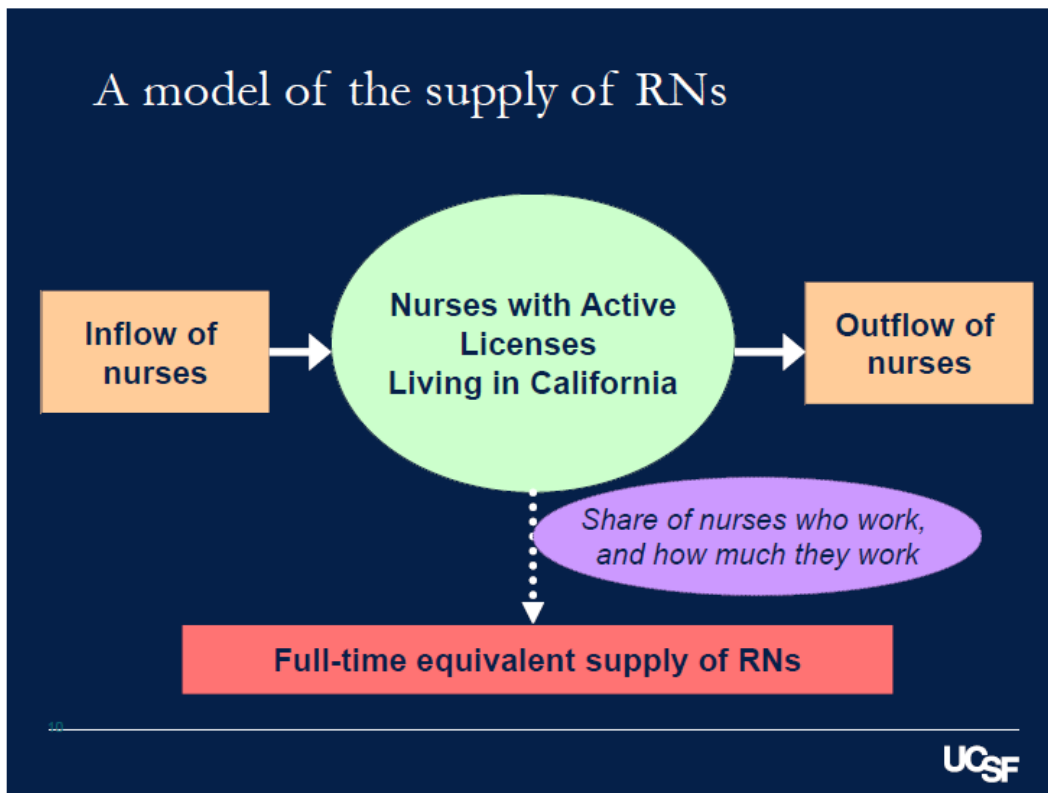 A model of the supply of RNs
Inflow of
nurses
Nurses with Active
Licenses
Living in California
Outflow of
nurses
Share of nurses who work,
and how much they work
Full-time equivalent supply of RNs
10
UCSF